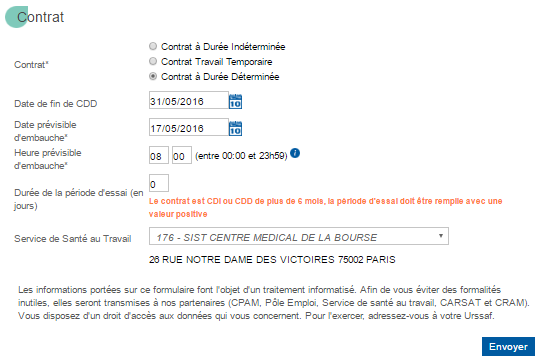 Contrat
Contrat*
Contrat à Durée Indéterminée
Contrat Travail Temporaire
Contrat à Durée Déterminée
Date de fin de CDD
31/05/2016
Date prévisible
d'embauche*
17/05/2016
Heure prévisible
d'embauche*
08 00 (entre 00:00 et 23h59)
Durée de la période d'essai (en
jours)
0
Le contrat est CDI ou CDD de plus de 6 mois, la période d'essai doit être remplie avec une
valeur positive
Service de Santé au Travail
176 - SIST CENTRE MEDICAL DE LA BOURSE
26 RUE NOTRE DAME DES VICTOIRES 75002 PARIS
Les informations portées sur ce formulaire font l'objet d'un traitement informatisé. Afin de vous éviter des formalités
inutiles, elles seront transmises à nos partenaires (CPAM, Pôle Emploi, Service de santé au travail, CARSAT et CRAM).
Vous disposez d'un droit d'accès aux données qui vous concernent. Pour l'exercer, adressez-vous à votre Urssaf.
Envoyer